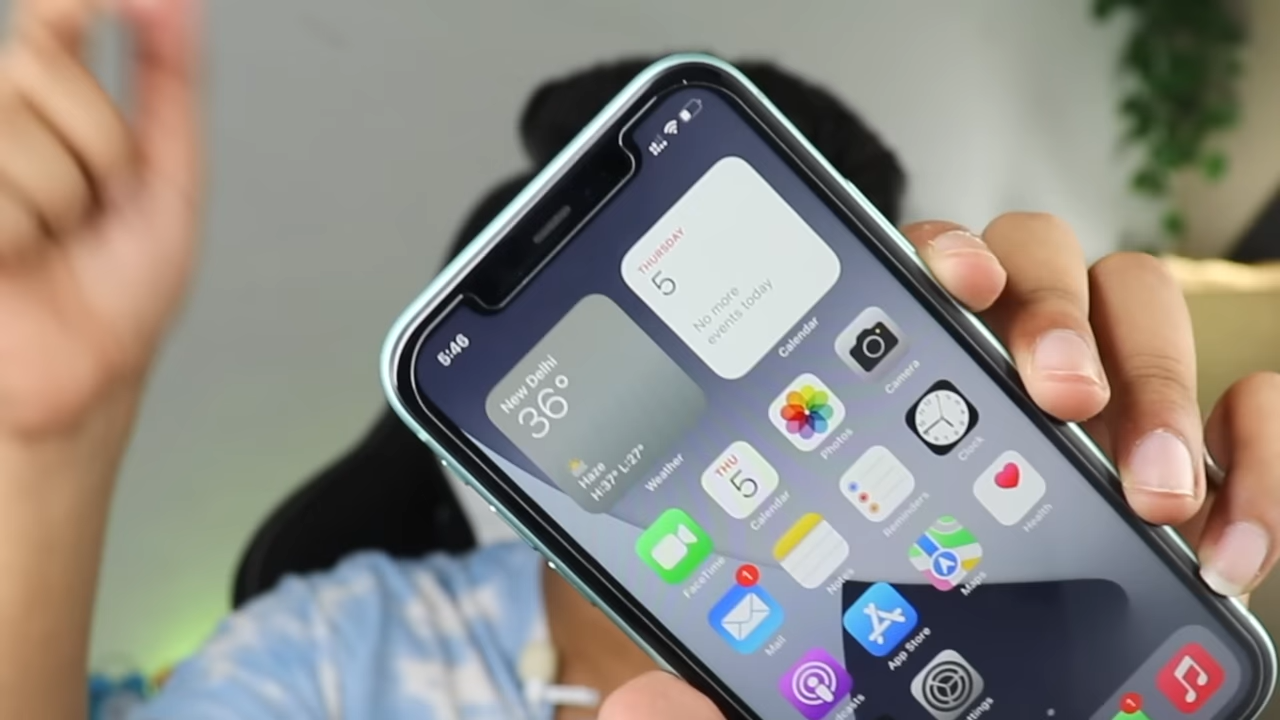 5:46
New Delhi
36°
Haze
H:37° L:27°
Weather
THURSDAY
5
No more
events today
Calendar
FaceTime
THU
5
Calendar
Photos
Camera
1
Mail
Notes
Reminders
Clock
App Store
Maps
Health
1